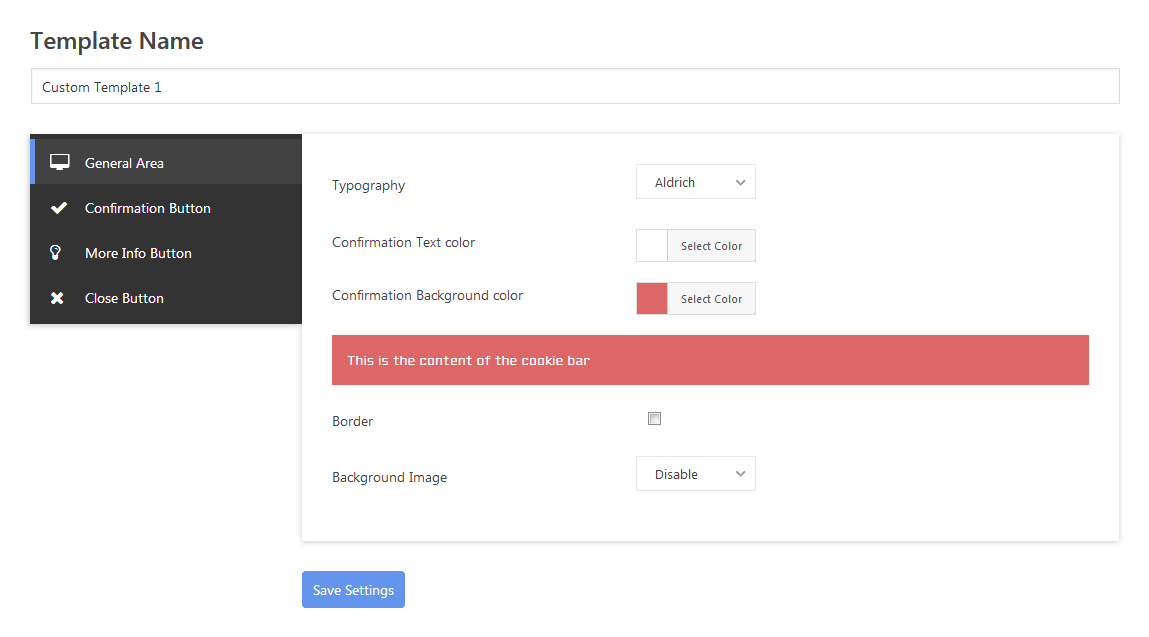 Template Name
Custom Template 1
General Area
Confirmation Button
More Info Button
Close Button
Typography
Aldrich
Confirmation Text color
Select Color
Confirmation Background color
Select Color
This is the content of the cookie bar
Border
Background Image
Disable
Save Settings